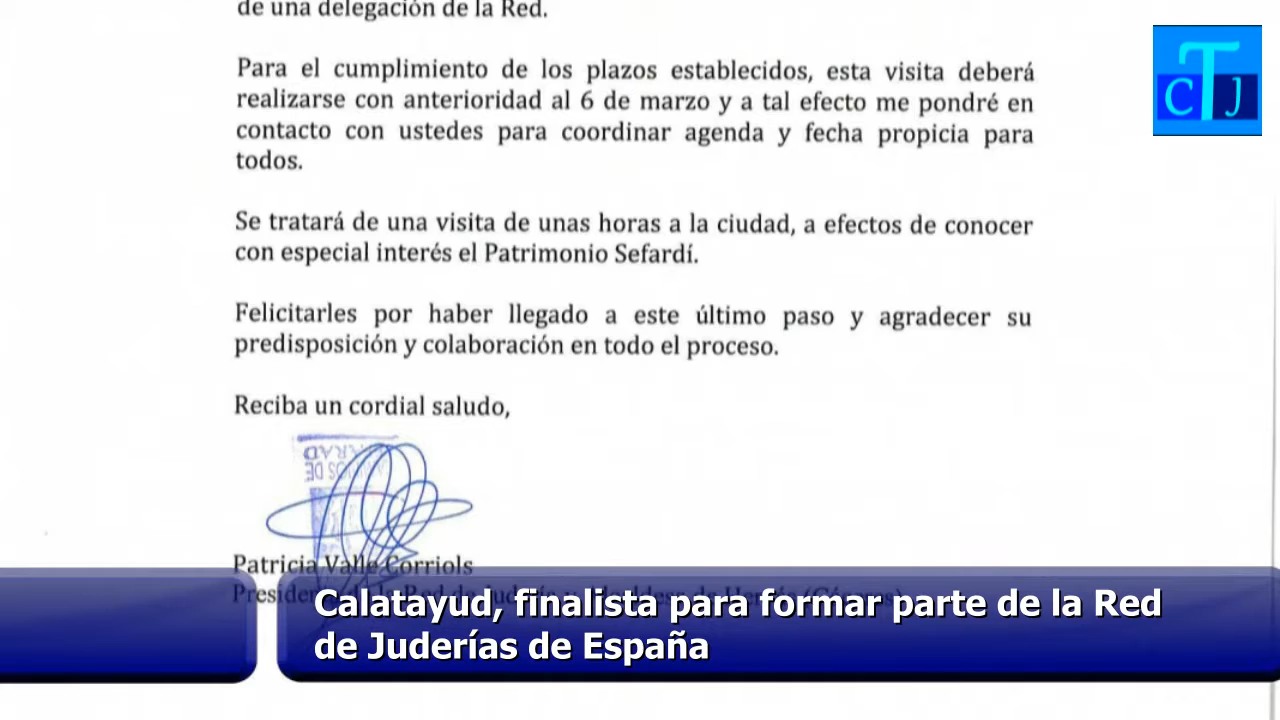 de una delegación de la Red.
Para el cumplimiento de los plazos establecidos, esta visita deberá
realizarse con anterioridad al 6 de marzo y a tal efecto me pondré en
contacto con ustedes para coordinar agenda y fecha propicia para
todos.
Se tratará de una visita de unas horas a la ciudad, a efectos de conocer
con especial interés el Patrimonio Sefardí.
Felicitarles por haber llegado a este último paso y agradecer su
predisposición y colaboración en todo el proceso.
Reciba un cordial saludo,
Patricia Valle Corriols
Calatayud, finalista para formar parte de la Red
de Juderías de España
CTJ